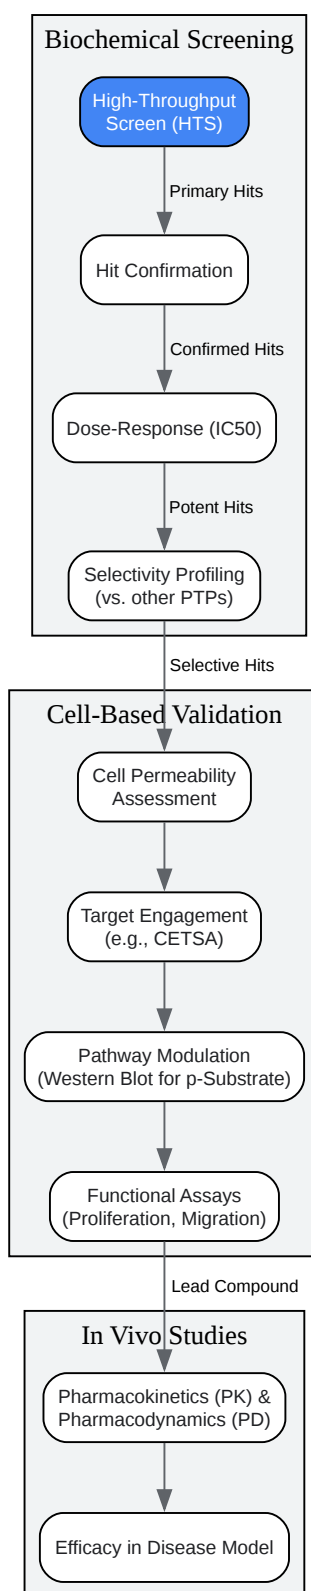 Biochemical Screening
High-Throughput
Screen (HTS)
Primary Hits
Hit Confirmation
Confirmed Hits
Dose-Response (IC50)
Potent Hits
Selectivity Profiling
(vs. other PTPs)
Selective Hits
Cell-Based Validation
Cell Permeability
Assessment
Target Engagement
(e.g., CETSA)
Pathway Modulation
(Western Blot for p-Substrate)
Functional Assays
(Proliferation, Migration)
Lead Compound
In Vivo Studies
Pharmacokinetics (PK) &
Pharmacodynamics (PD)
Efficacy in Disease Model